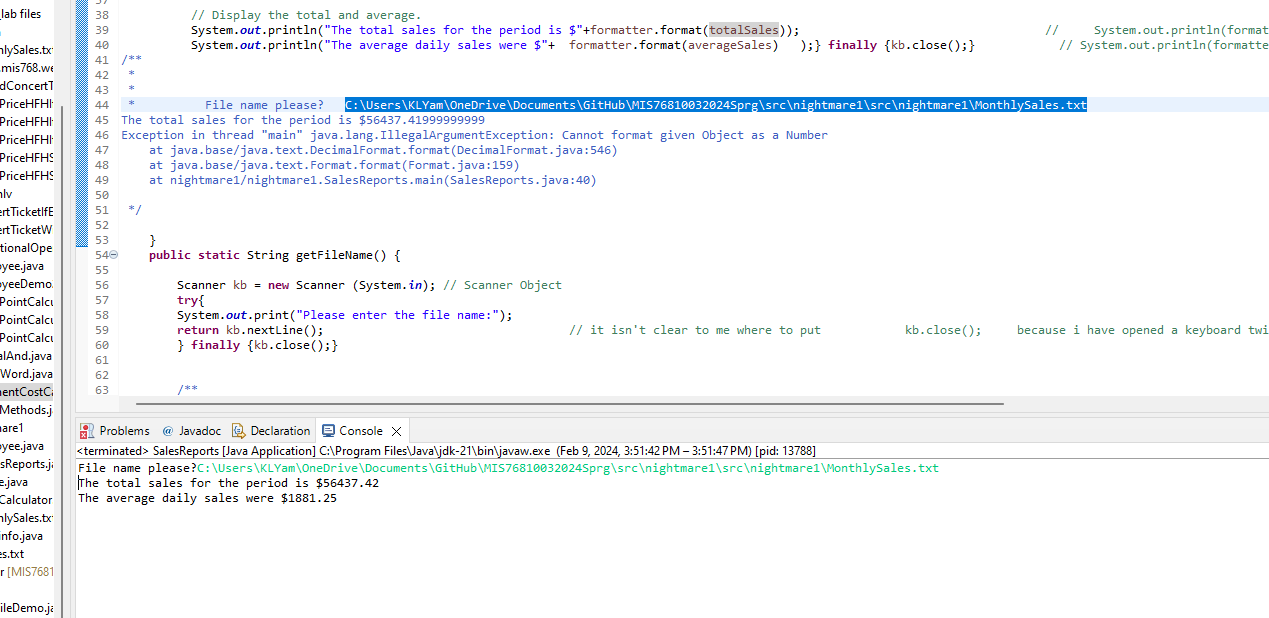 _lab files
nlySales.tx
.mis768.we
dConcertT
PriceHFHI
PriceHFHI
PriceHFHI
PriceHFHS
PriceHFHS
nlv
ertTicketIfE
ertTicketW
tionalOpe
oyee.java
oyeeDemo.
PointCalcu
PointCalcu
PointCalcu
alAnd.java
Word.java
nentCostCa
Methods.j
nare1
oyee.java
sReports.ja
e.java
Calculator
nlySales.tx
info.java
es.txt
r [MIS7681
ileDemo.ja
37
38 // Display the total and average.
39 System.out.println("The total sales for the period is $"+formatter.format(totalSales)); // System.out.println(format
40 System.out.println("The average daily sales were $"+ formatter.format(averageSales) );} finally {kb.close();} // System.out.println(formatte
41 /**
42 *
43 *
44 * File name please? C:\Users\KLYam\OneDrive\Documents\GitHub\MIS76810032024Sprg\src\nightmare1\src\nightmare1\MonthlySales.txt
45 The total sales for the period is $56437.41999999999
46 Exception in thread "main" java.lang.IllegalArgumentException: Cannot format given Object as a Number
47 at java.base/java.text.DecimalFormat.format(DecimalFormat.java:546)
48 at java.base/java.text.Format.format(Format.java:159)
49 at nightmare1/nightmare1.SalesReports.main(SalesReports.java:40)
50
51 */
52
53 }
54 public static String getFileName() {
55
56 Scanner kb = new Scanner (System.in); // Scanner Object
57 try{
58 System.out.print("Please enter the file name:");
59 return kb.nextLine(); // it isn't clear to me where to put kb.close(); because i have opened a keyboard twi
60 } finally {kb.close();}
61
62
63 /**
Problems @ Javadoc Declaration Console
<terminated> SalesReports [Java Application] C:\Program Files\Java\jdk-21\bin\javaw.exe (Feb 9, 2024, 3:51:42 PM – 3:51:47 PM) [pid: 13788]
File name please?C:\Users\KLYam\OneDrive\Documents\GitHub\MIS76810032024Sprg\src\nightmare1\src\nightmare1\MonthlySales.txt
The total sales for the period is $56437.42
The average daily sales were $1881.25